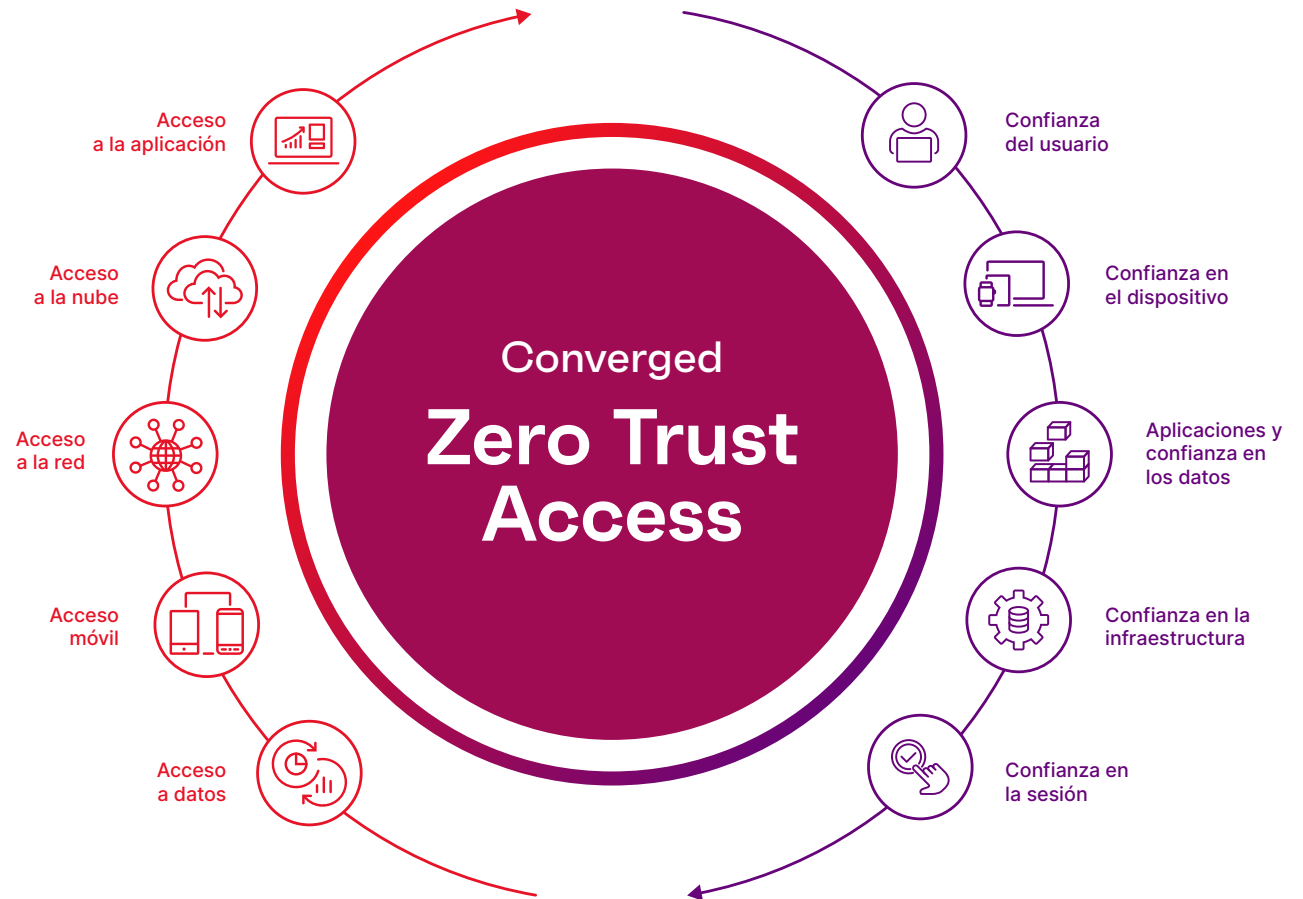 Acceso
a la aplicación
Acceso
a la nube
Acceso
a la red
Acceso
móvil
Acceso
a datos
Converged
Zero Trust
Access
Confianza
del usuario
Confianza en
el dispositivo
Aplicaciones y
confianza en
los datos
Confianza en la
infraestructura
Confianza en
la sesión